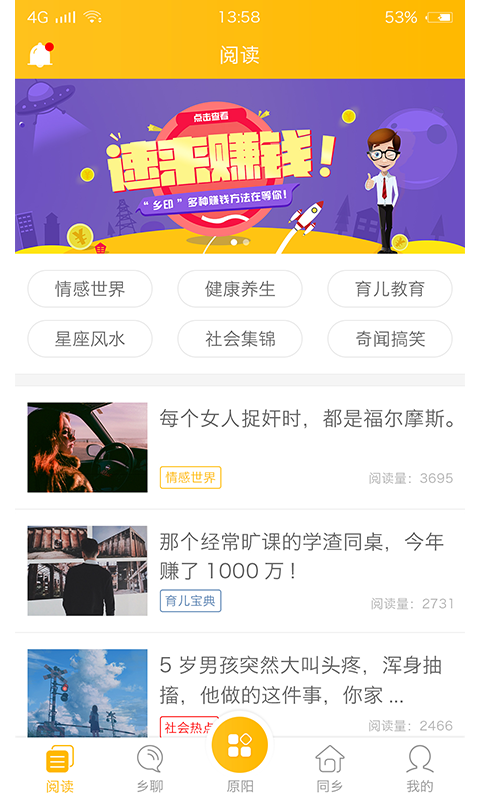 4G
13:58
53%
阅读
点击查看
速来赚钱！
“乡印”多种赚钱方法在等你！
情感世界
健康养生
育儿教育
星座风水
社会集锦
奇闻搞笑
每个女人捉奸时，都是福尔摩斯。
情感世界
阅读量：3695
那个经常旷课的学渣同桌，今年
赚了 1000 万！
育儿宝典
阅读量：2731
5 岁男孩突然大叫头疼，浑身抽
搐，他做的这件事，你家 ...
社会热点
阅读量：2466
阅读
乡聊
原阳
同乡
我的